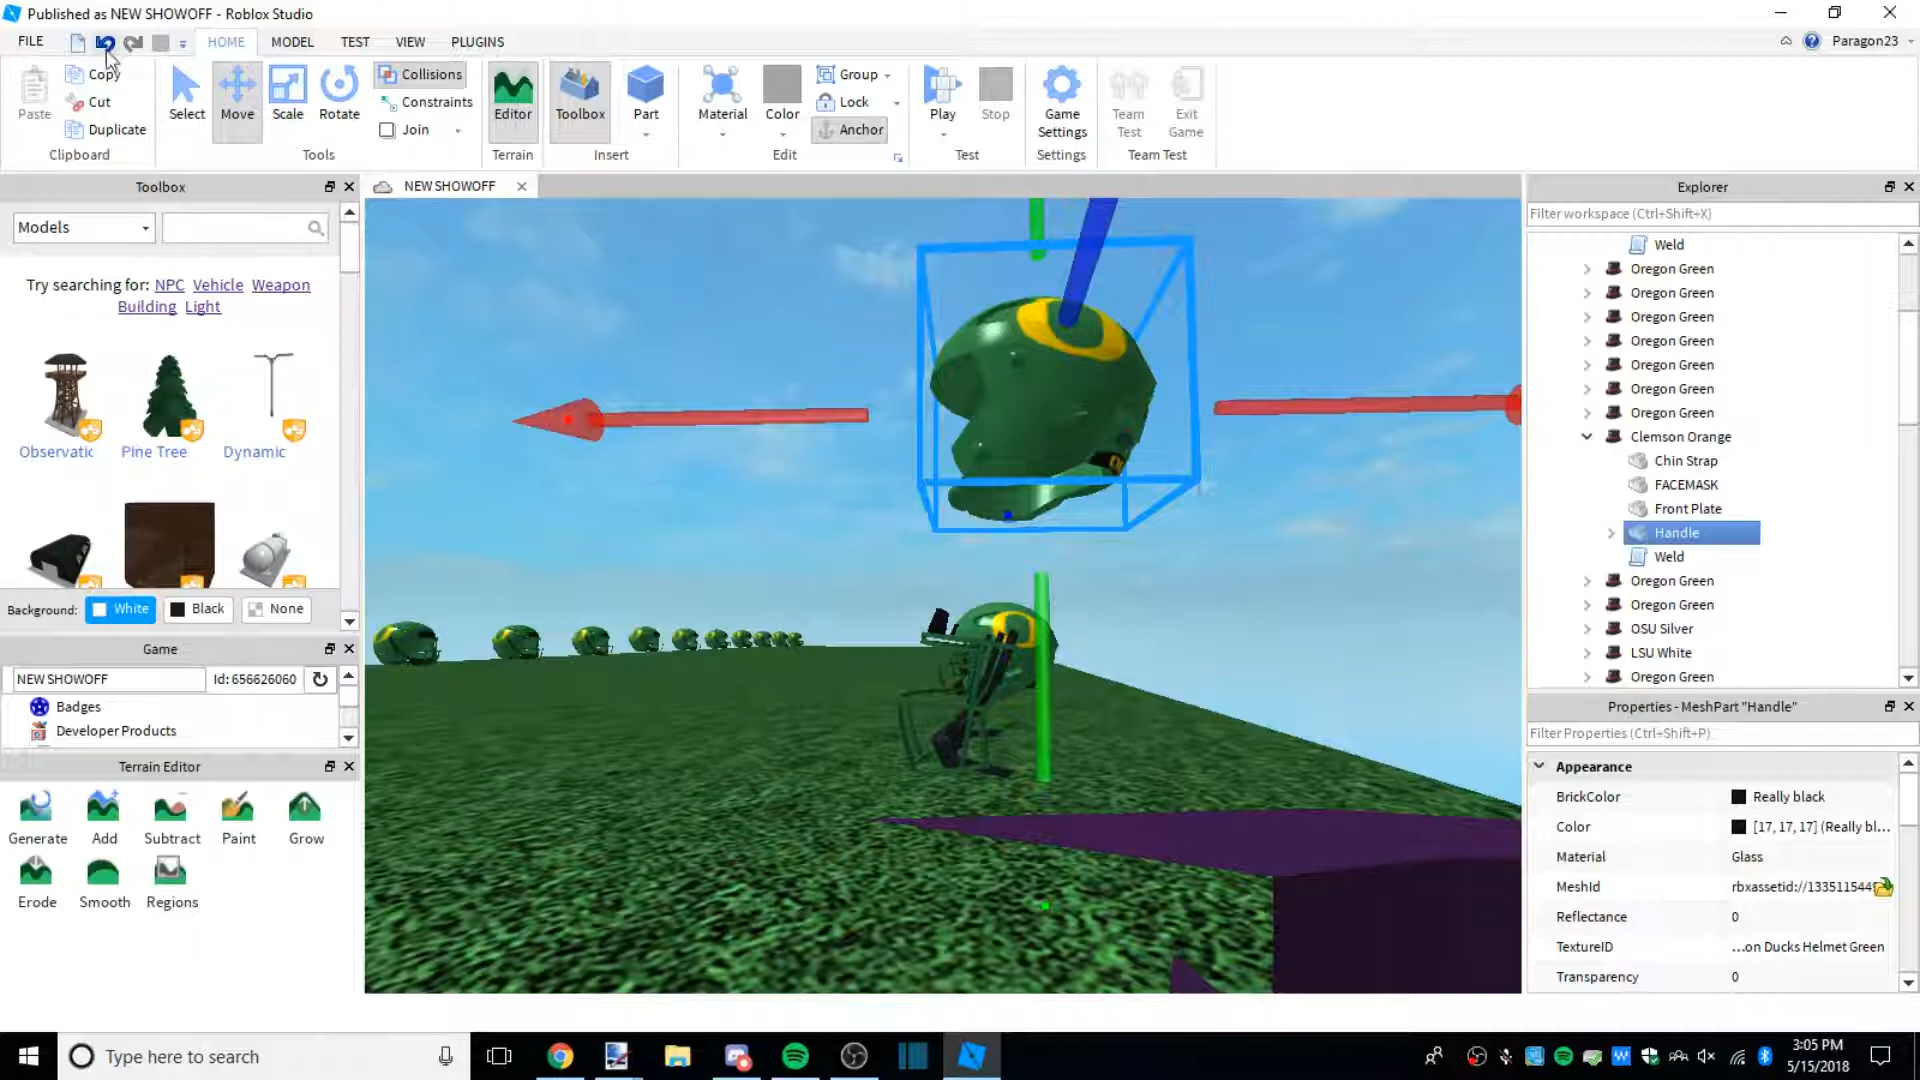 Published as NEW SHOWOFF - Roblox Studio
FILE HOME MODEL TEST VIEW PLUGINS Paragon23
Paste Copy Cut Duplicate
Clipboard
Select Move Scale Rotate Collisions Constraints Join
Tools
Editor
Terrain
Toolbox Part
Insert
Material Color Group Lock Anchor
Edit
Play Stop
Test
Game Settings
Settings
Team Test Exit Game
Team Test
Toolbox
Models
Try searching for: NPC Vehicle Weapon
Building Light
Observatic Pine Tree Dynamic
Background: White Black None
Game
NEW SHOWOFF Id: 656626060
Badges
Developer Products
Terrain Editor
Generate Add Subtract Paint Grow
Erode Smooth Regions
NEW SHOWOFF
Explorer
Filter workspace (Ctrl+Shift+X)
Weld
Oregon Green
Oregon Green
Oregon Green
Oregon Green
Oregon Green
Oregon Green
Oregon Green
Clemson Orange
Chin Strap
FACEMASK
Front Plate
Handle
Weld
Oregon Green
Oregon Green
OSU Silver
LSU White
Oregon Green
Properties - MeshPart "Handle"
Filter Properties (Ctrl+Shift+P)
Appearance
BrickColor Really black
Color [17, 17, 17] (Really bl...
Material Glass
MeshId rbxassetid://133511544
Reflectance 0
TextureID ...on Ducks Helmet Green
Transparency 0
Type here to search
3:05 PM
5/15/2018